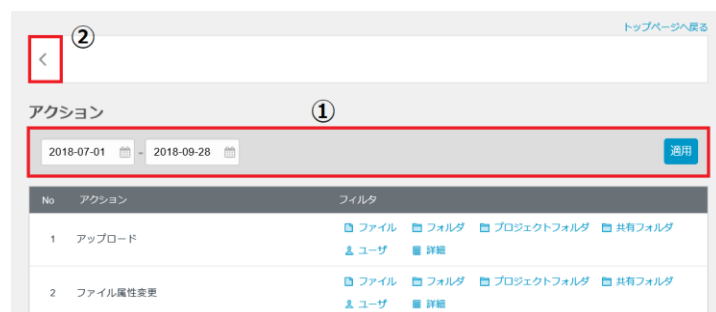 トップページへ戻る
②
<
アクション
①
2018-07-01 - 2018-09-28 適用
No アクション フィルタ
1 アップロード ファイル フォルダ プロジェクトフォルダ 共有フォルダ
ユーザ 詳細
2 ファイル属性変更 ファイル フォルダ プロジェクトフォルダ 共有フォルダ
ユーザ 詳細